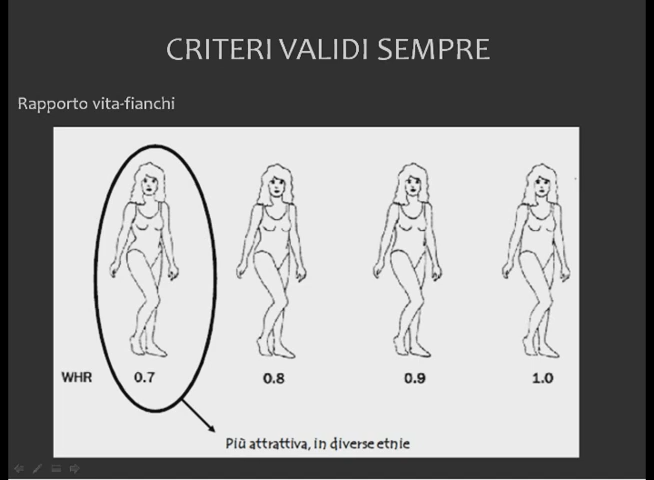 CRITERI VALIDI SEMPRE
Rapporto vita-fianchi
WHR 0.7 0.8 0.9 1.0
Più attrattiva, in diverse etnie